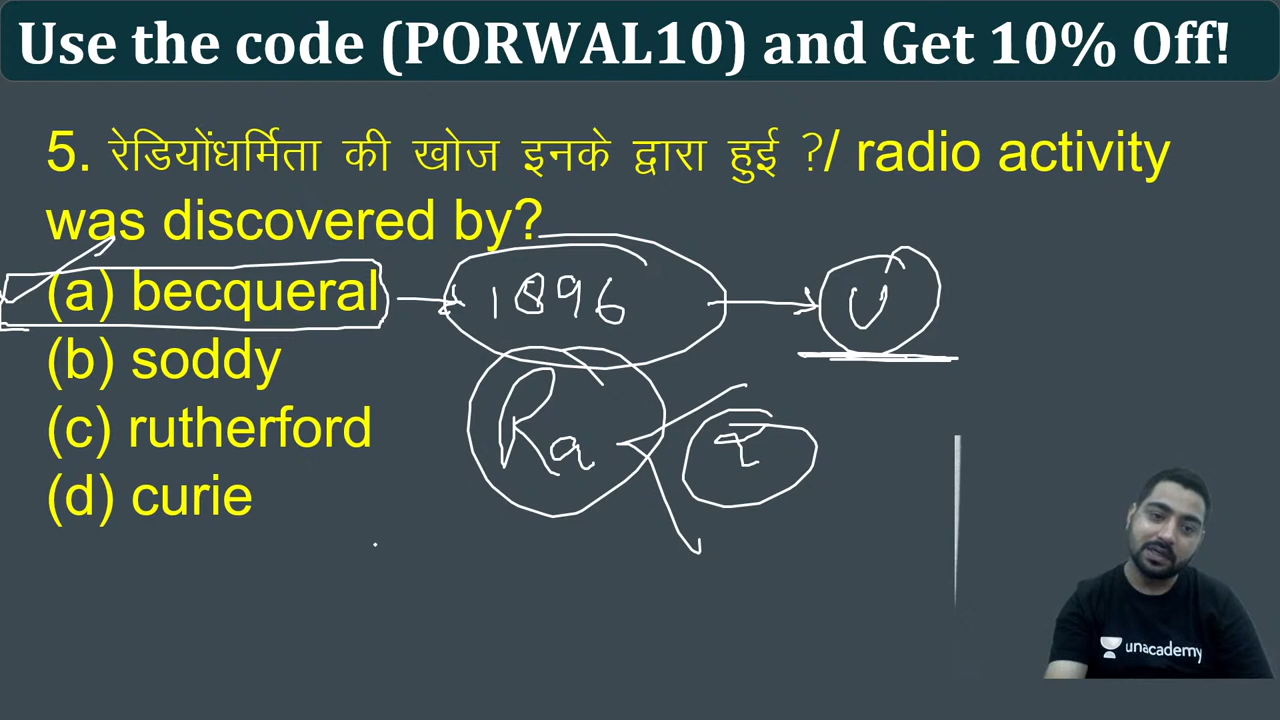 Use the code (PORWAL10) and Get 10% Off!
5. रेडियोंधर्मिता की खोज इनके द्वारा हुई ?/ radio activity
was discovered by?
(a) becqueral
1896
U
(b) soddy
Ra
(c) rutherford
(d) curie
unacademy